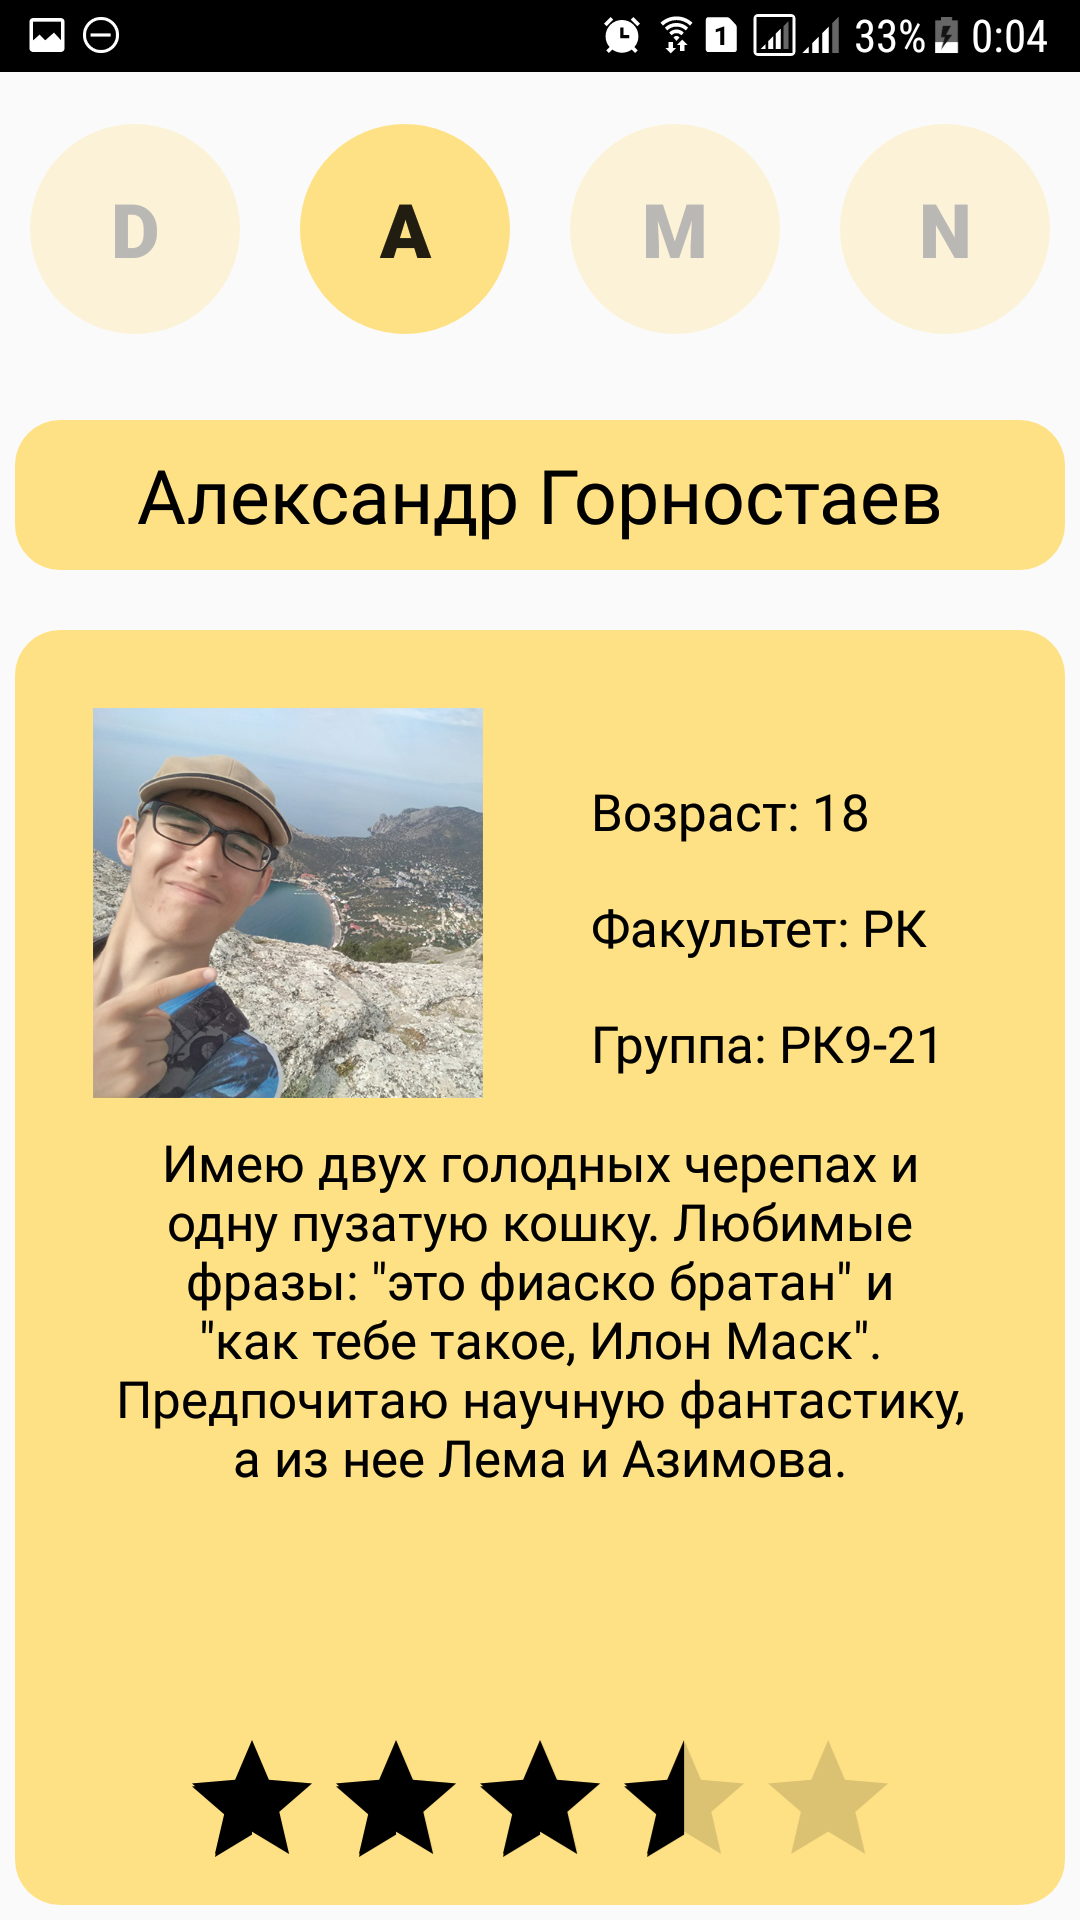 1 33% 0:04
D A M N
Александр Горностаев
Возраст: 18
Факультет: РК
Группа: РК9-21
Имею двух голодных черепах и
одну пузатую кошку. Любимые
фразы: "это фиаско братан" и
"как тебе такое, Илон Маск".
Предпочитаю научную фантастику,
а из нее Лема и Азимова.